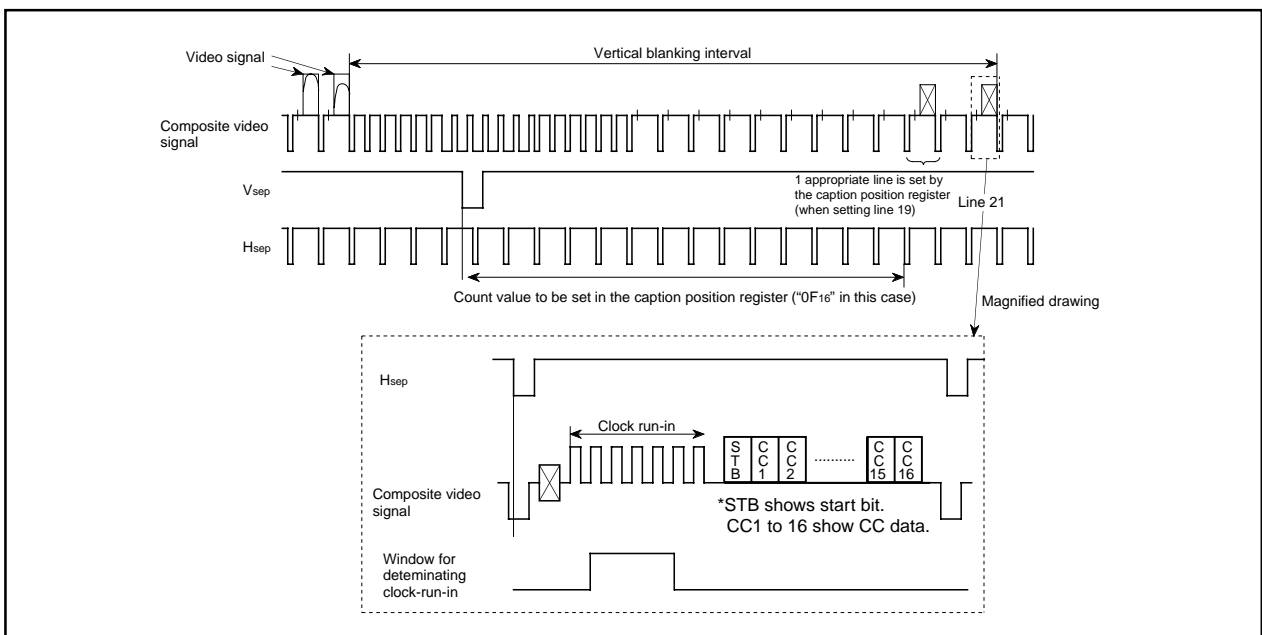 Video signal
Vertical blanking interval
Composite video
signal
Vsep
1 appropriate line is set by
the caption position register
(when setting line 19)
Line 21
Hsep
Count value to be set in the caption position register (“0F16” in this case)
Magnified drawing
Hsep
Clock run-in
STB
CC1
CC2
..........
CC15
CC16
Composite video
signal
*STB shows start bit.
CC1 to 16 show CC data.
Window for
deteminating
clock-run-in